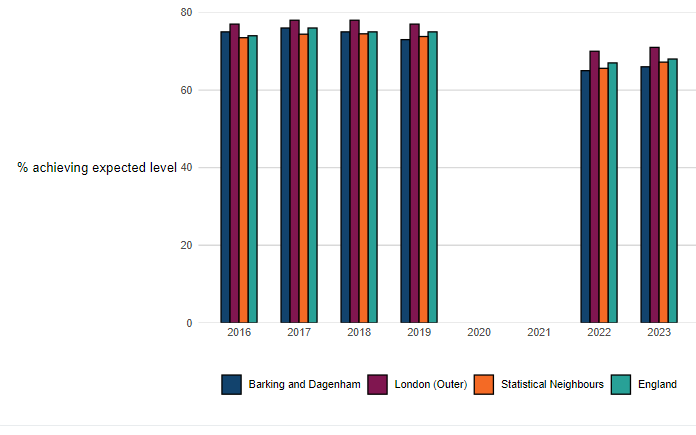 80
60
% achieving expected level 40
20
0
2016 2017 2018 2019 2020 2021 2022 2023
Barking and Dagenham London (Outer) Statistical Neighbours England